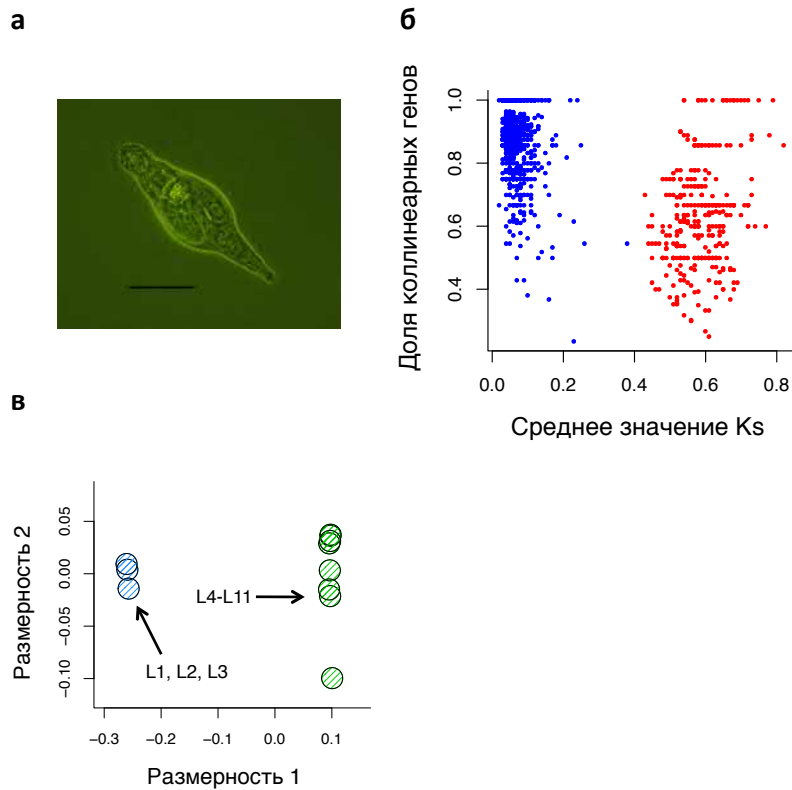 а
б
Доля коллинеарных генов
1.0
0.8
0.6
0.4
0.0 0.2 0.4 0.6 0.8
Среднее значение Ks
в
Размерность 2
0.05
0.00
−0.05
−0.10
L4-L11
L1, L2, L3
−0.3 −0.2 −0.1 0.0 0.1
Размерность 1